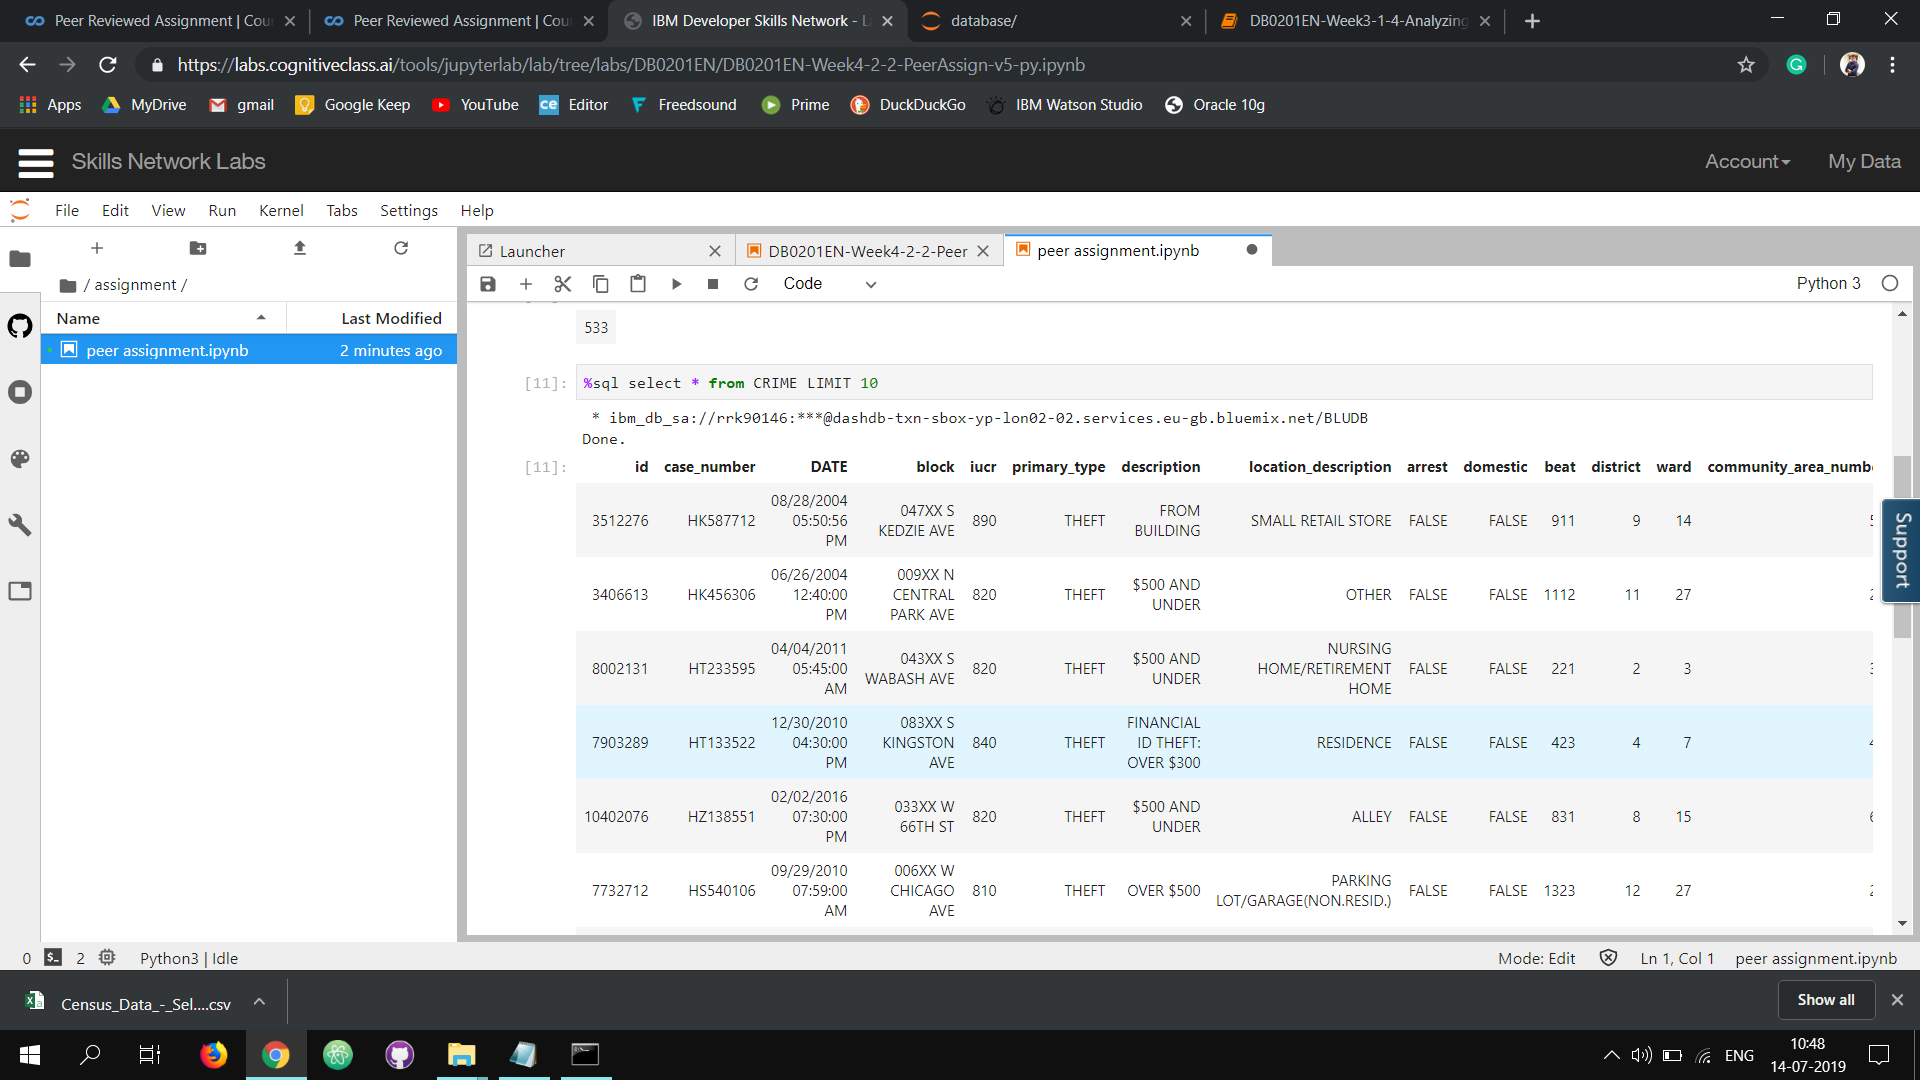 Peer Reviewed Assignment | Cou
Peer Reviewed Assignment | Cou
IBM Developer Skills Network - L
database/
DB0201EN-Week3-1-4-Analyzing
https://labs.cognitiveclass.ai/tools/jupyterlab/lab/tree/labs/DB0201EN/DB0201EN-Week4-2-2-PeerAssign-v5-py.ipynb
Apps MyDrive gmail Google Keep YouTube ce Editor Freedsound Prime DuckDuckGo IBM Watson Studio Oracle 10g
Skills Network Labs
Account My Data
File Edit View Run Kernel Tabs Settings Help
Launcher
DB0201EN-Week4-2-2-Peer
peer assignment.ipynb
/ assignment /
Code
Python 3
Name Last Modified
peer assignment.ipynb 2 minutes ago
533
[11]: %sql select * from CRIME LIMIT 10
* ibm_db_sa://rrk90146:***@dashdb-txn-sbox-yp-lon02-02.services.eu-gb.bluemix.net/BLUDB
Done.
[11]: id case_number DATE block iucr primary_type description location_description arrest domestic beat district ward community_area_numb
3512276 HK587712 08/28/2004 05:50:56 PM 047XX S KEDZIE AVE 890 THEFT FROM BUILDING SMALL RETAIL STORE FALSE FALSE 911 9 14
3406613 HK456306 06/26/2004 12:40:00 PM 009XX N CENTRAL PARK AVE 820 THEFT $500 AND UNDER OTHER FALSE FALSE 1112 11 27
8002131 HT233595 04/04/2011 05:45:00 AM 043XX S WABASH AVE 820 THEFT $500 AND UNDER NURSING HOME/RETIREMENT HOME FALSE FALSE 221 2 3
7903289 HT133522 12/30/2010 04:30:00 PM 083XX S KINGSTON AVE 840 THEFT FINANCIAL ID THEFT: OVER $300 RESIDENCE FALSE FALSE 423 4 7
10402076 HZ138551 02/02/2016 07:30:00 PM 033XX W 66TH ST 820 THEFT $500 AND UNDER ALLEY FALSE FALSE 831 8 15
7732712 HS540106 09/29/2010 07:59:00 AM 006XX W CHICAGO AVE 810 THEFT OVER $500 PARKING LOT/GARAGE(NON.RESID.) FALSE FALSE 1323 12 27
Support
0 2 Python3 | Idle
Mode: Edit Ln 1, Col 1 peer assignment.ipynb
Census_Data_-_Sel....csv
Show all
ENG
10:48
14-07-2019